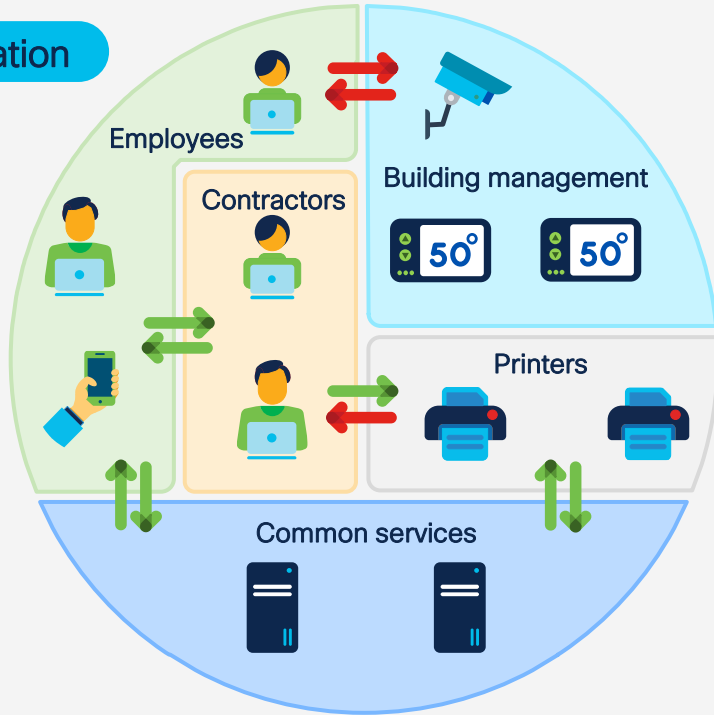 ation
Employees
Building management
Contractors
50°
50°
Printers
Common services